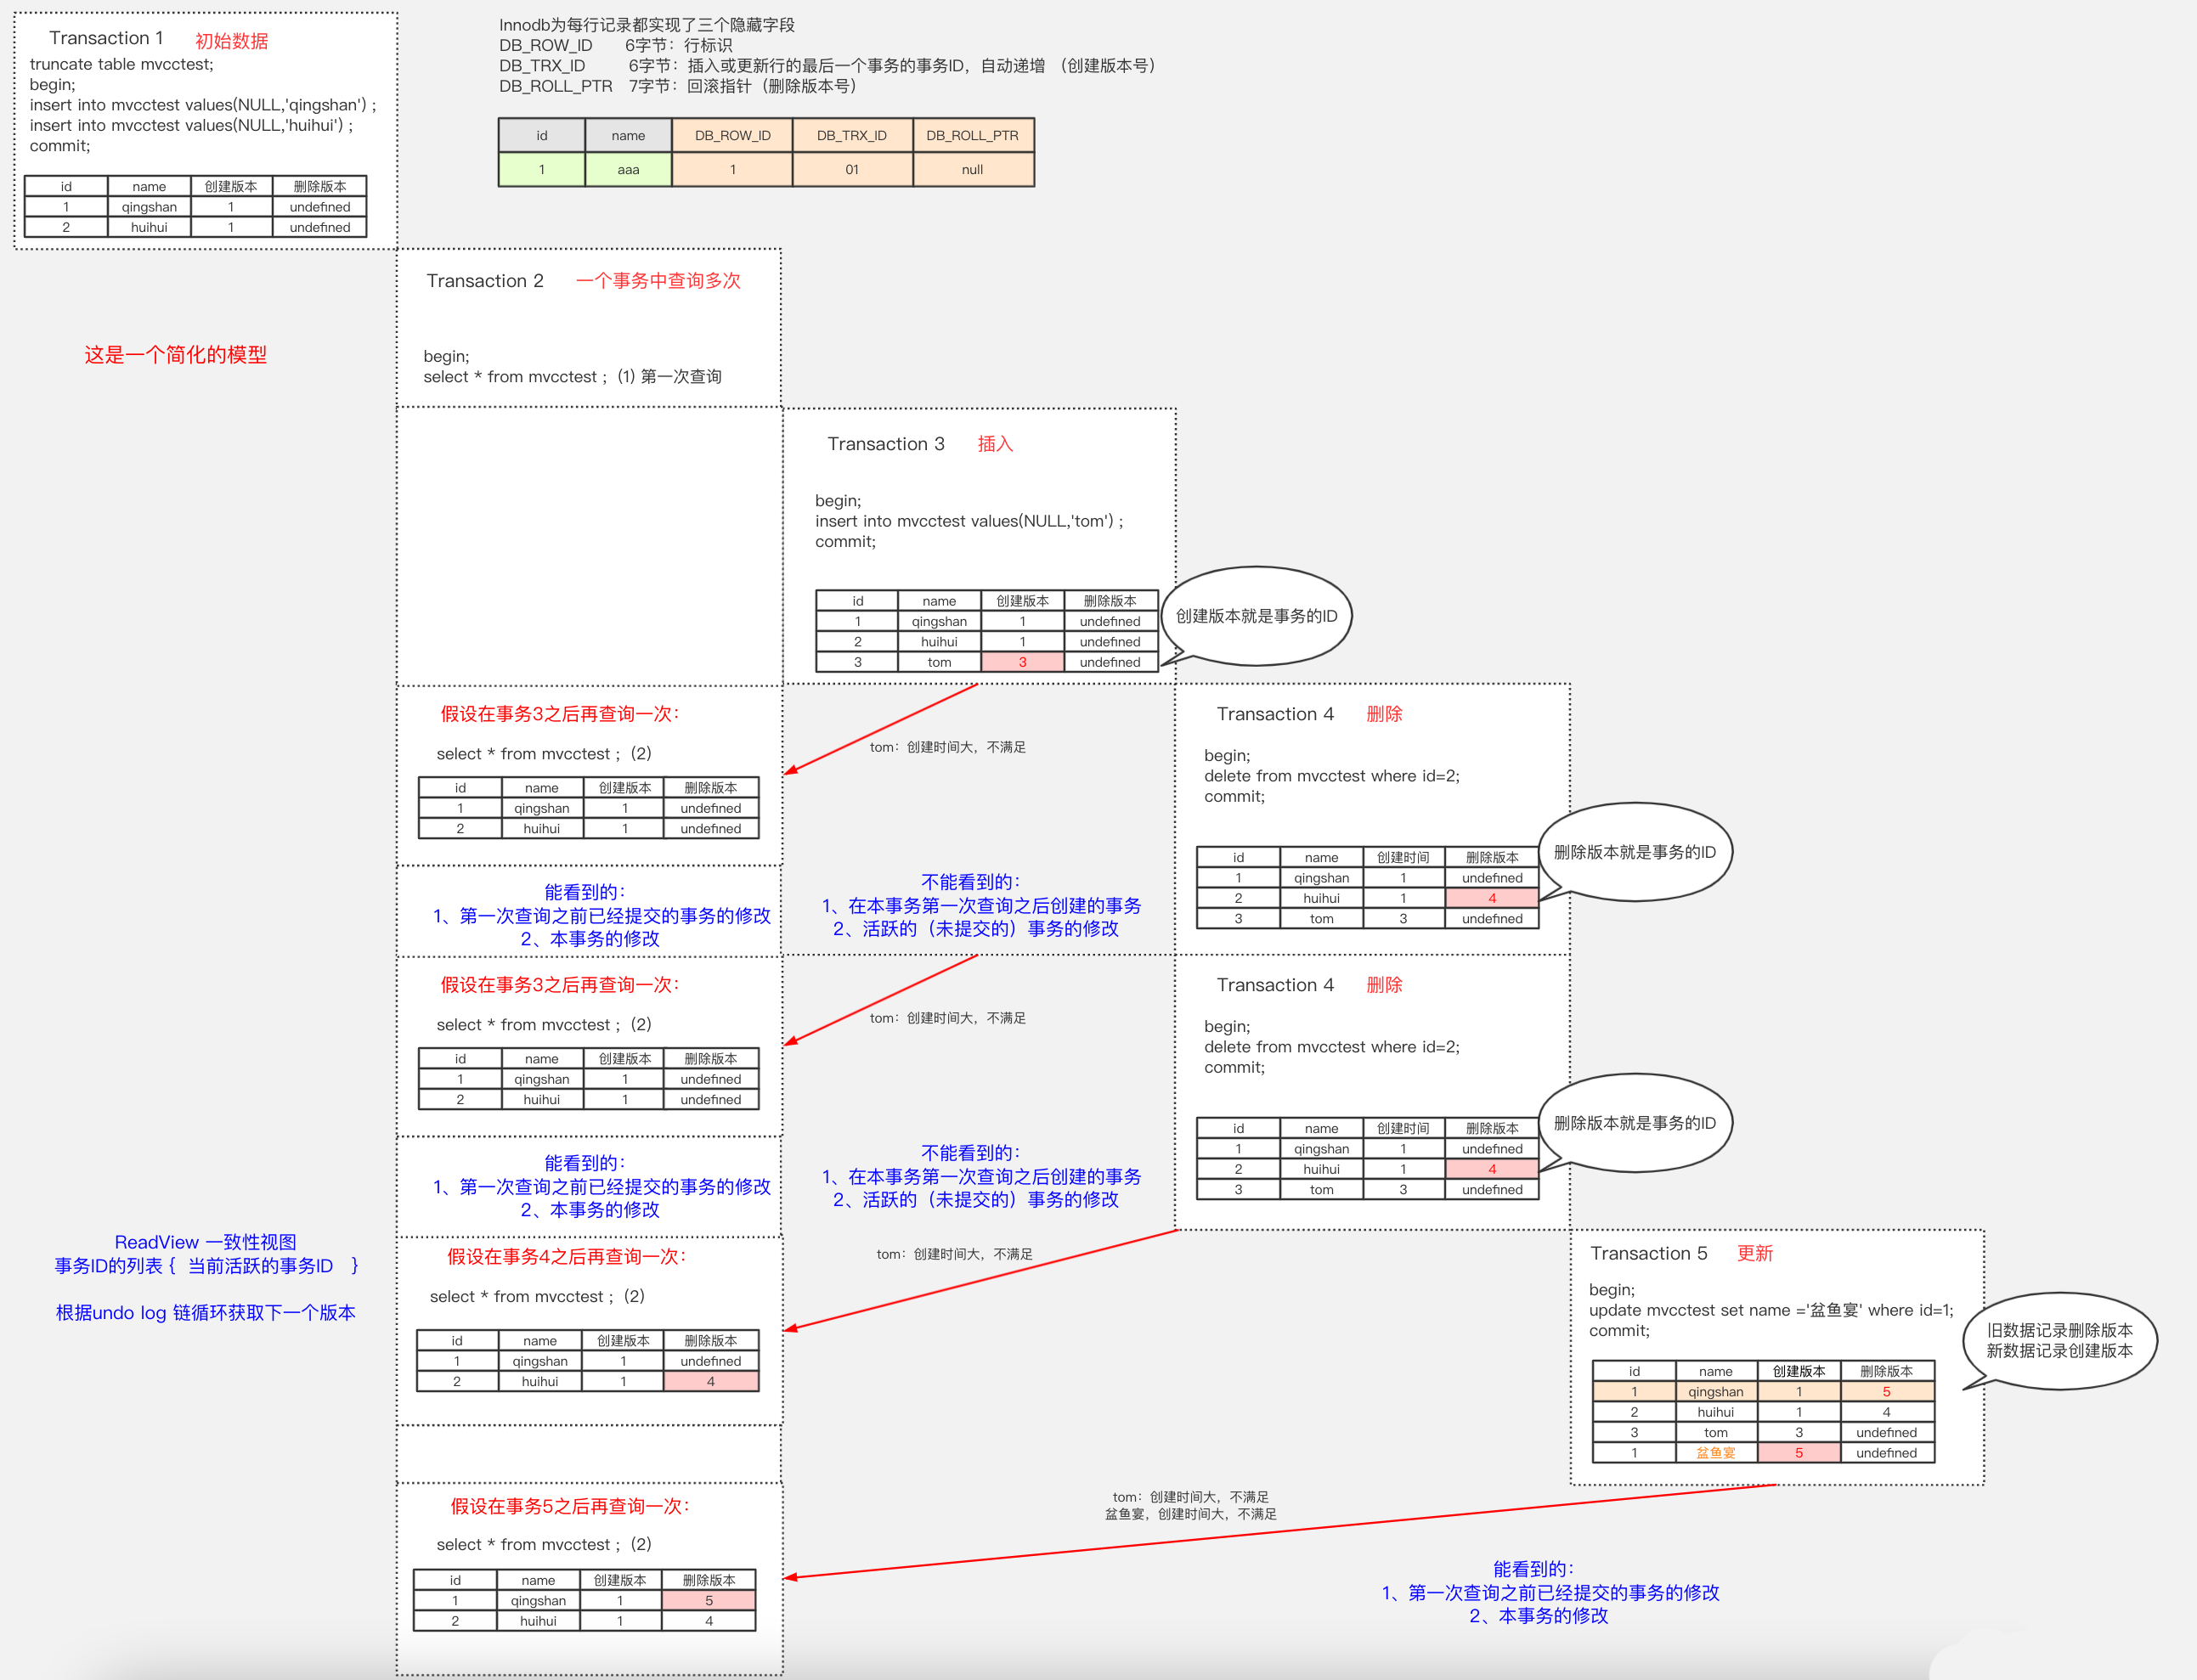 Transaction 1 初始数据
truncate table mvcctest;
begin;
insert into mvcctest values(NULL,'qingshan') ;
insert into mvcctest values(NULL,'huihui') ;
commit;
id name 创建版本 删除版本
1 qingshan 1 undefined
2 huihui 1 undefined
Innodb为每行记录都实现了三个隐藏字段
DB_ROW_ID 6字节：行标识
DB_TRX_ID 6字节：插入或更新行的最后一个事务的事务ID，自动递增 （创建版本号）
DB_ROLL_PTR 7字节：回滚指针（删除版本号）
id name DB_ROW_ID DB_TRX_ID DB_ROLL_PTR
1 aaa 1 01 null
Transaction 2 一个事务中查询多次
begin;
select * from mvcctest ;（1) 第一次查询
这是一个简化的模型
Transaction 3 插入
begin;
insert into mvcctest values(NULL,'tom') ;
commit;
id name 创建版本 删除版本
1 qingshan 1 undefined
2 huihui 1 undefined
3 tom 3 undefined
创建版本就是事务的ID
假设在事务3之后再查询一次：
select * from mvcctest ;（2)
id name 创建版本 删除版本
1 qingshan 1 undefined
2 huihui 1 undefined
tom：创建时间大，不满足
Transaction 4 删除
begin;
delete from mvcctest where id=2;
commit;
id name 创建时间 删除版本
1 qingshan 1 undefined
2 huihui 1 4
3 tom 3 undefined
删除版本就是事务的ID
能看到的：
1、第一次查询之前已经提交的事务的修改
2、本事务的修改
不能看到的：
1、在本事务第一次查询之后创建的事务
2、活跃的（未提交的）事务的修改
假设在事务3之后再查询一次：
select * from mvcctest ;（2)
id name 创建版本 删除版本
1 qingshan 1 undefined
2 huihui 1 undefined
tom：创建时间大，不满足
Transaction 4 删除
begin;
delete from mvcctest where id=2;
commit;
id name 创建时间 删除版本
1 qingshan 1 undefined
2 huihui 1 4
3 tom 3 undefined
删除版本就是事务的ID
能看到的：
1、第一次查询之前已经提交的事务的修改
2、本事务的修改
不能看到的：
1、在本事务第一次查询之后创建的事务
2、活跃的（未提交的）事务的修改
ReadView 一致性视图
事务ID的列表 { 当前活跃的事务ID }
根据undo log 链循环获取下一个版本
假设在事务4之后再查询一次：
select * from mvcctest ;（2)
id name 创建版本 删除版本
1 qingshan 1 undefined
2 huihui 1 4
tom：创建时间大，不满足
Transaction 5 更新
begin;
update mvcctest set name ='盆鱼宴' where id=1;
commit;
id name 创建版本 删除版本
1 qingshan 1 5
2 huihui 1 4
3 tom 3 undefined
1 盆鱼宴 5 undefined
旧数据记录删除版本
新数据记录创建版本
假设在事务5之后再查询一次：
select * from mvcctest ;（2)
id name 创建版本 删除版本
1 qingshan 1 5
2 huihui 1 4
tom：创建时间大，不满足
盆鱼宴，创建时间大，不满足
能看到的：
1、第一次查询之前已经提交的事务的修改
2、本事务的修改